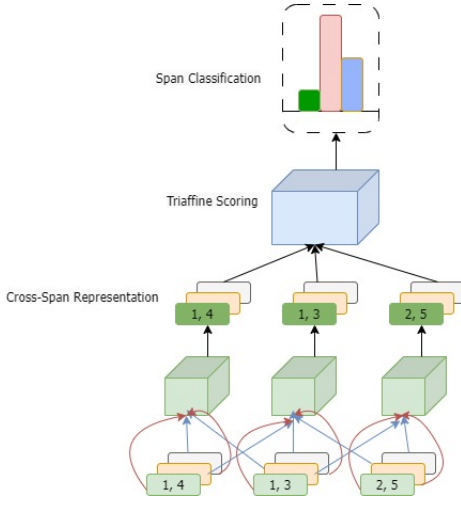 Span Classification
Triaffine Scoring
Cross-Span Representation
1, 4
1, 3
2, 5
1, 4
1, 3
2, 5